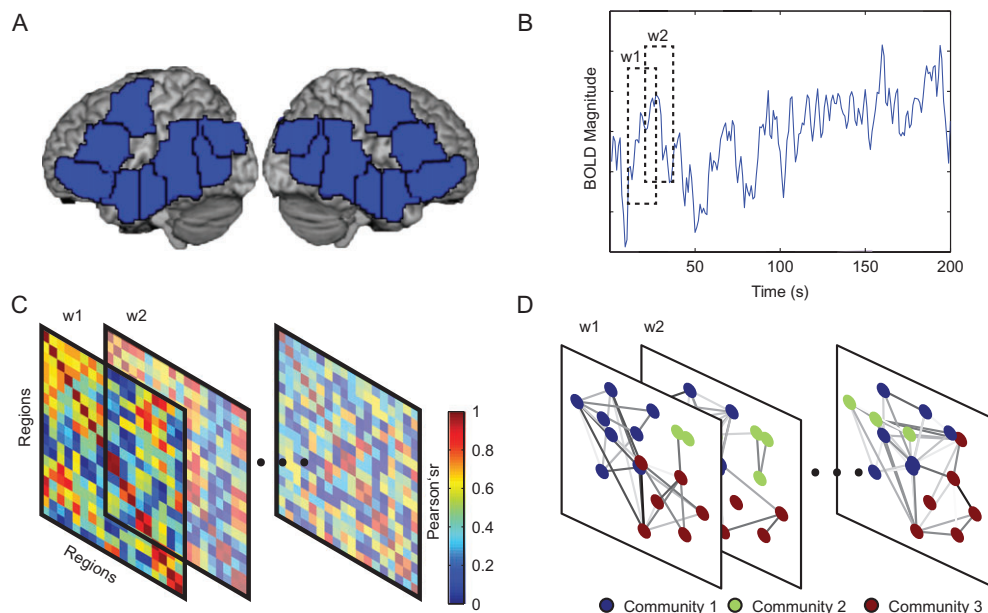 A
B
w2
w1
BOLD Magnitude
50
100
150
200
Time (s)
C
w1
w2
Regions
Regions
1
0.8
0.6
0.4
0.2
0
Pearson'sr
D
w1
w2
Community 1
Community 2
Community 3